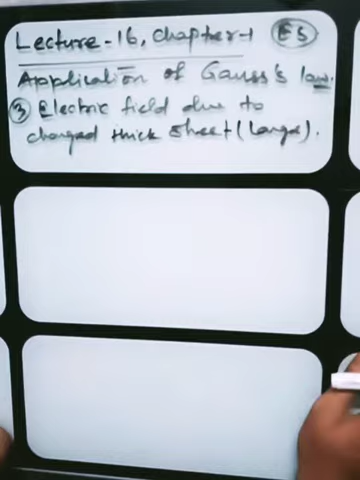 Lecture-16, Chapter-1 ES
Application of Gauss's law.
③ Electric field due to
charged thick sheet (large).